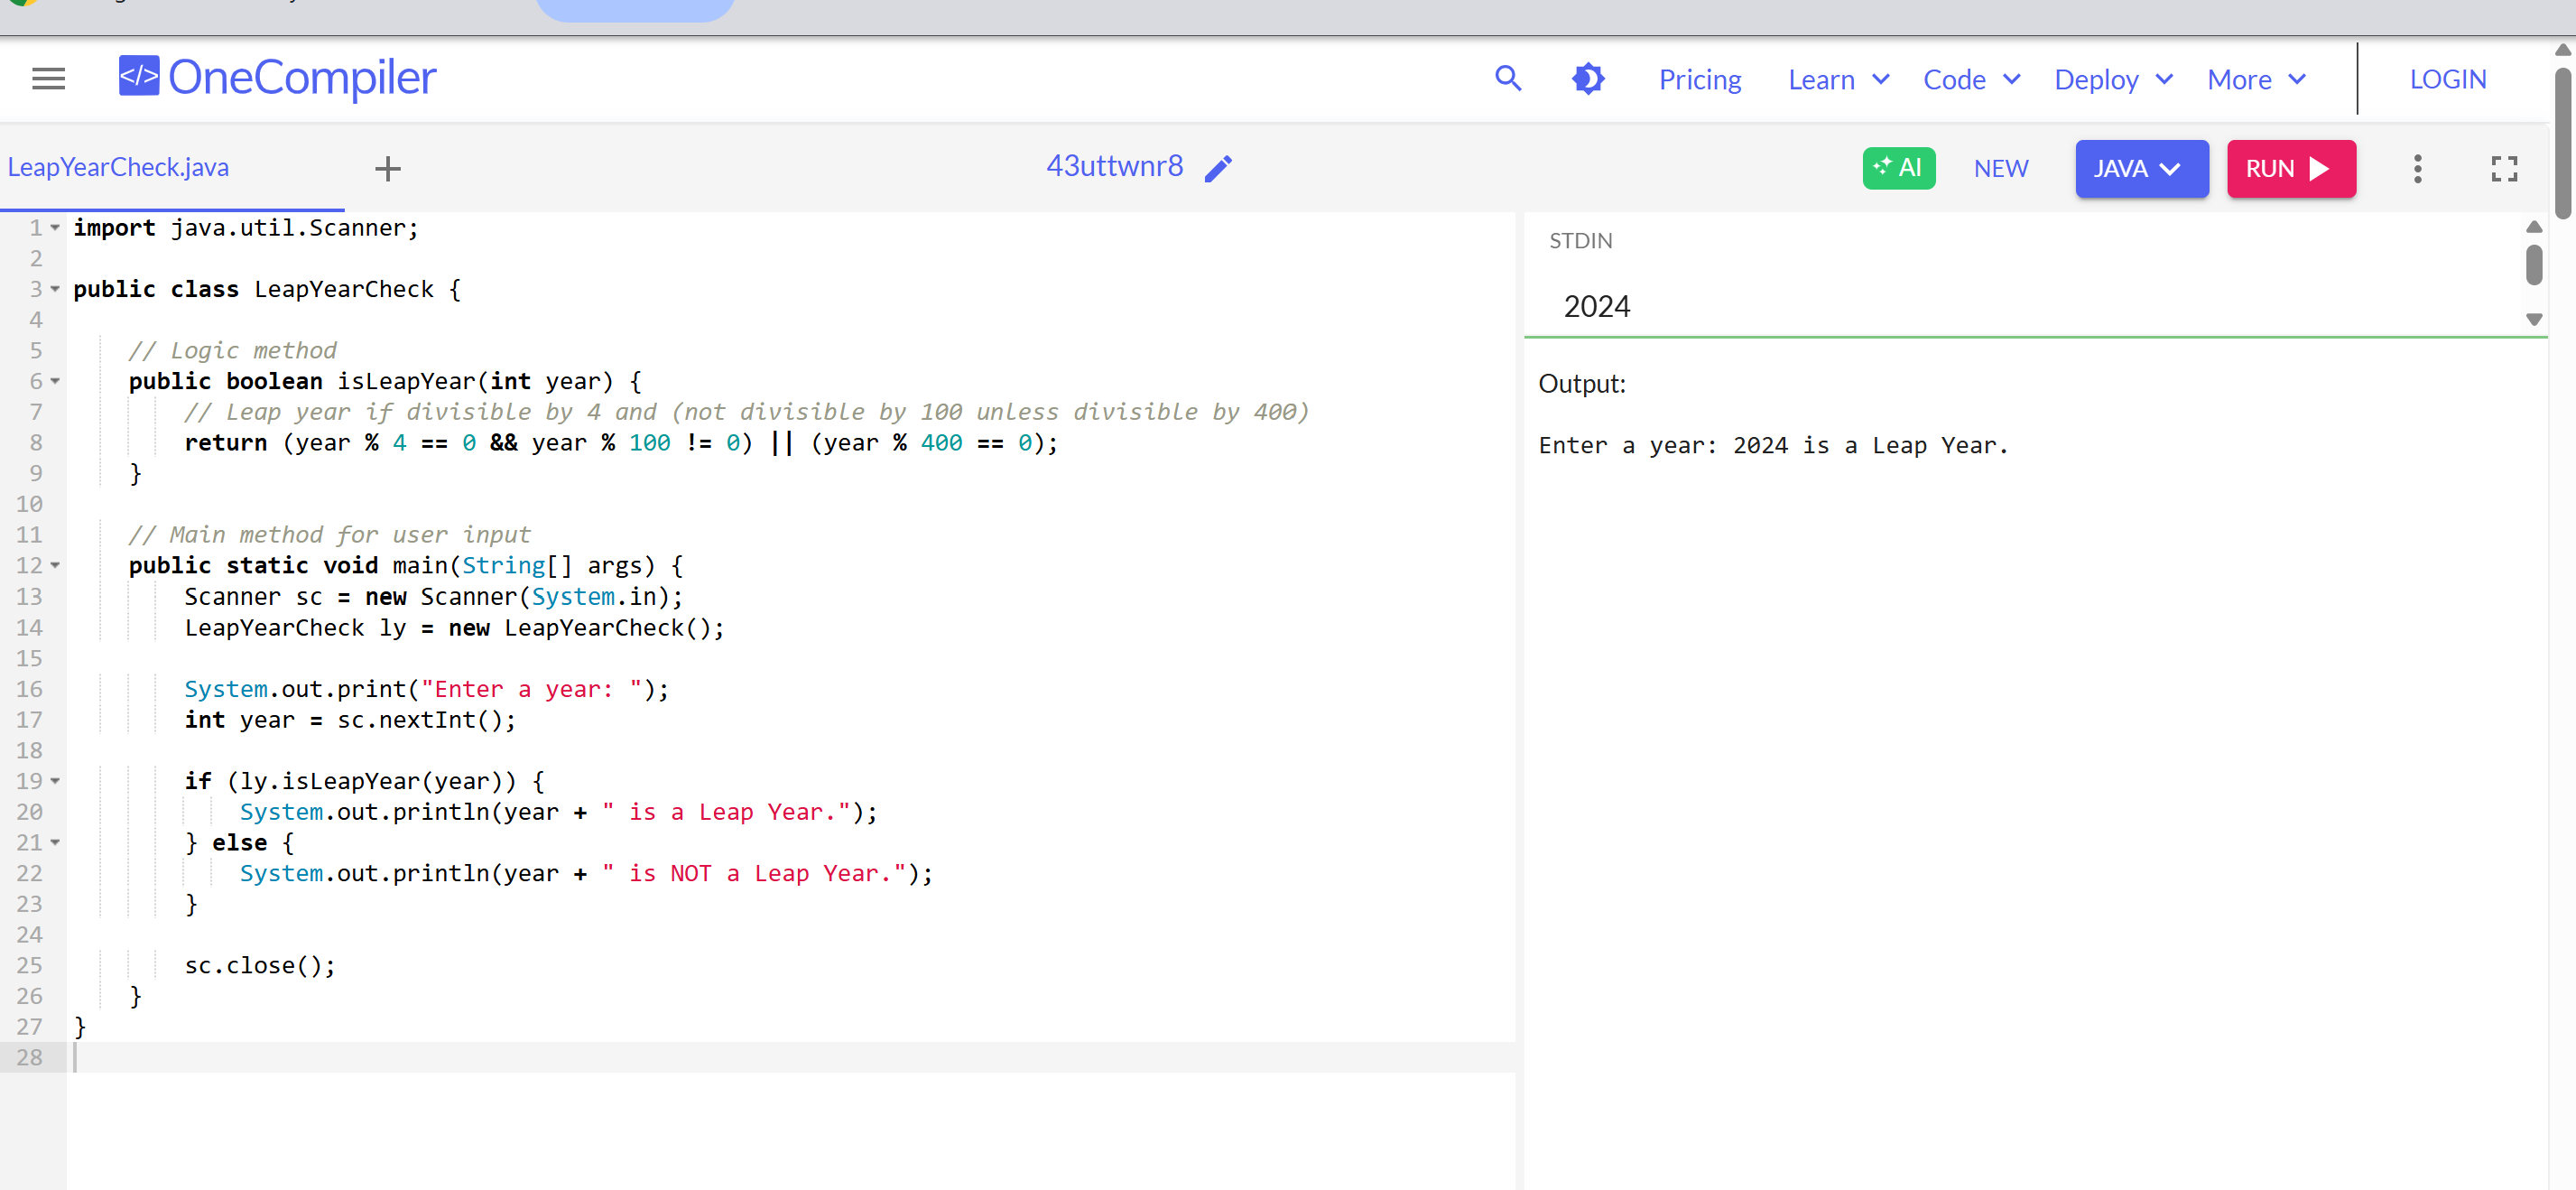 </> OneCompiler
Pricing Learn Code Deploy More LOGIN
LeapYearCheck.java + 43uttwnr8 AI NEW JAVA RUN
1 import java.util.Scanner;
2
3 public class LeapYearCheck {
4
5 // Logic method
6 public boolean isLeapYear(int year) {
7 // Leap year if divisible by 4 and (not divisible by 100 unless divisible by 400)
8 return (year % 4 == 0 && year % 100 != 0) || (year % 400 == 0);
9 }
10
11 // Main method for user input
12 public static void main(String[] args) {
13 Scanner sc = new Scanner(System.in);
14 LeapYearCheck ly = new LeapYearCheck();
15
16 System.out.print("Enter a year: ");
17 int year = sc.nextInt();
18
19 if (ly.isLeapYear(year)) {
20 System.out.println(year + " is a Leap Year.");
21 } else {
22 System.out.println(year + " is NOT a Leap Year.");
23 }
24
25 sc.close();
26 }
27 }
28
STDIN
2024
Output:
Enter a year: 2024 is a Leap Year.